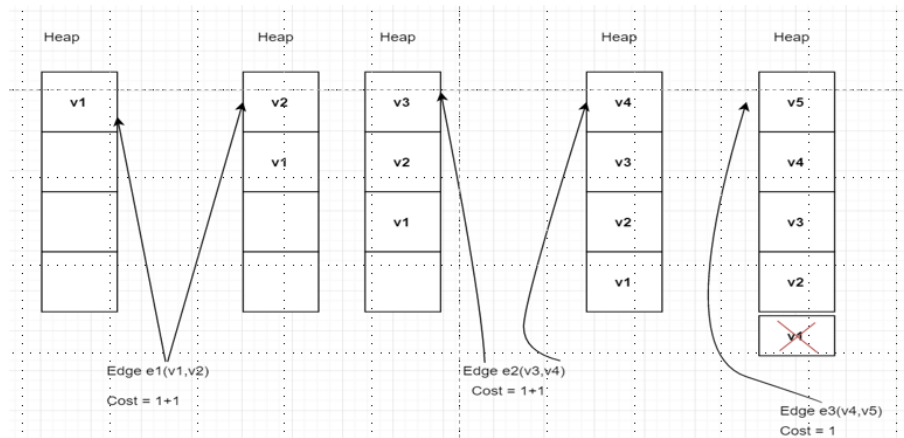 Heap Heap Heap Heap Heap
v1 v2 v3 v4 v5
v1 v2 v3 v4
v1 v2 v3
v1 v2
v1
Edge e1(v1,v2) Edge e2(v3,v4)
Cost = 1+1 Cost = 1+1
Edge e3(v4,v5)
Cost = 1